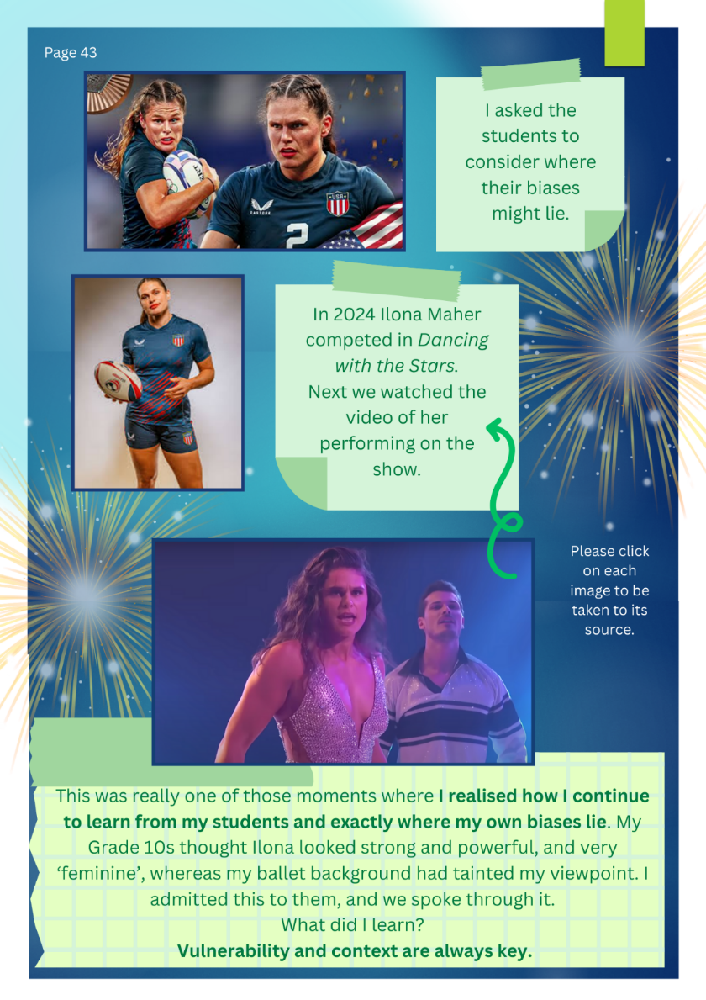 Page 43
I asked the
students to
consider where
their biases
might lie.
CASTORE
USA
2
In 2024 Ilona Maher
competed in Dancing
with the Stars.
Next we watched the
video of her
performing on the
show.
Please click
on each
image to be
taken to its
source.
This was really one of those moments where I realised how I continue
to learn from my students and exactly where my own biases lie. My
Grade 10s thought Ilona looked strong and powerful, and very
‘feminine’, whereas my ballet background had tainted my viewpoint. I
admitted this to them, and we spoke through it.
What did I learn?
Vulnerability and context are always key.